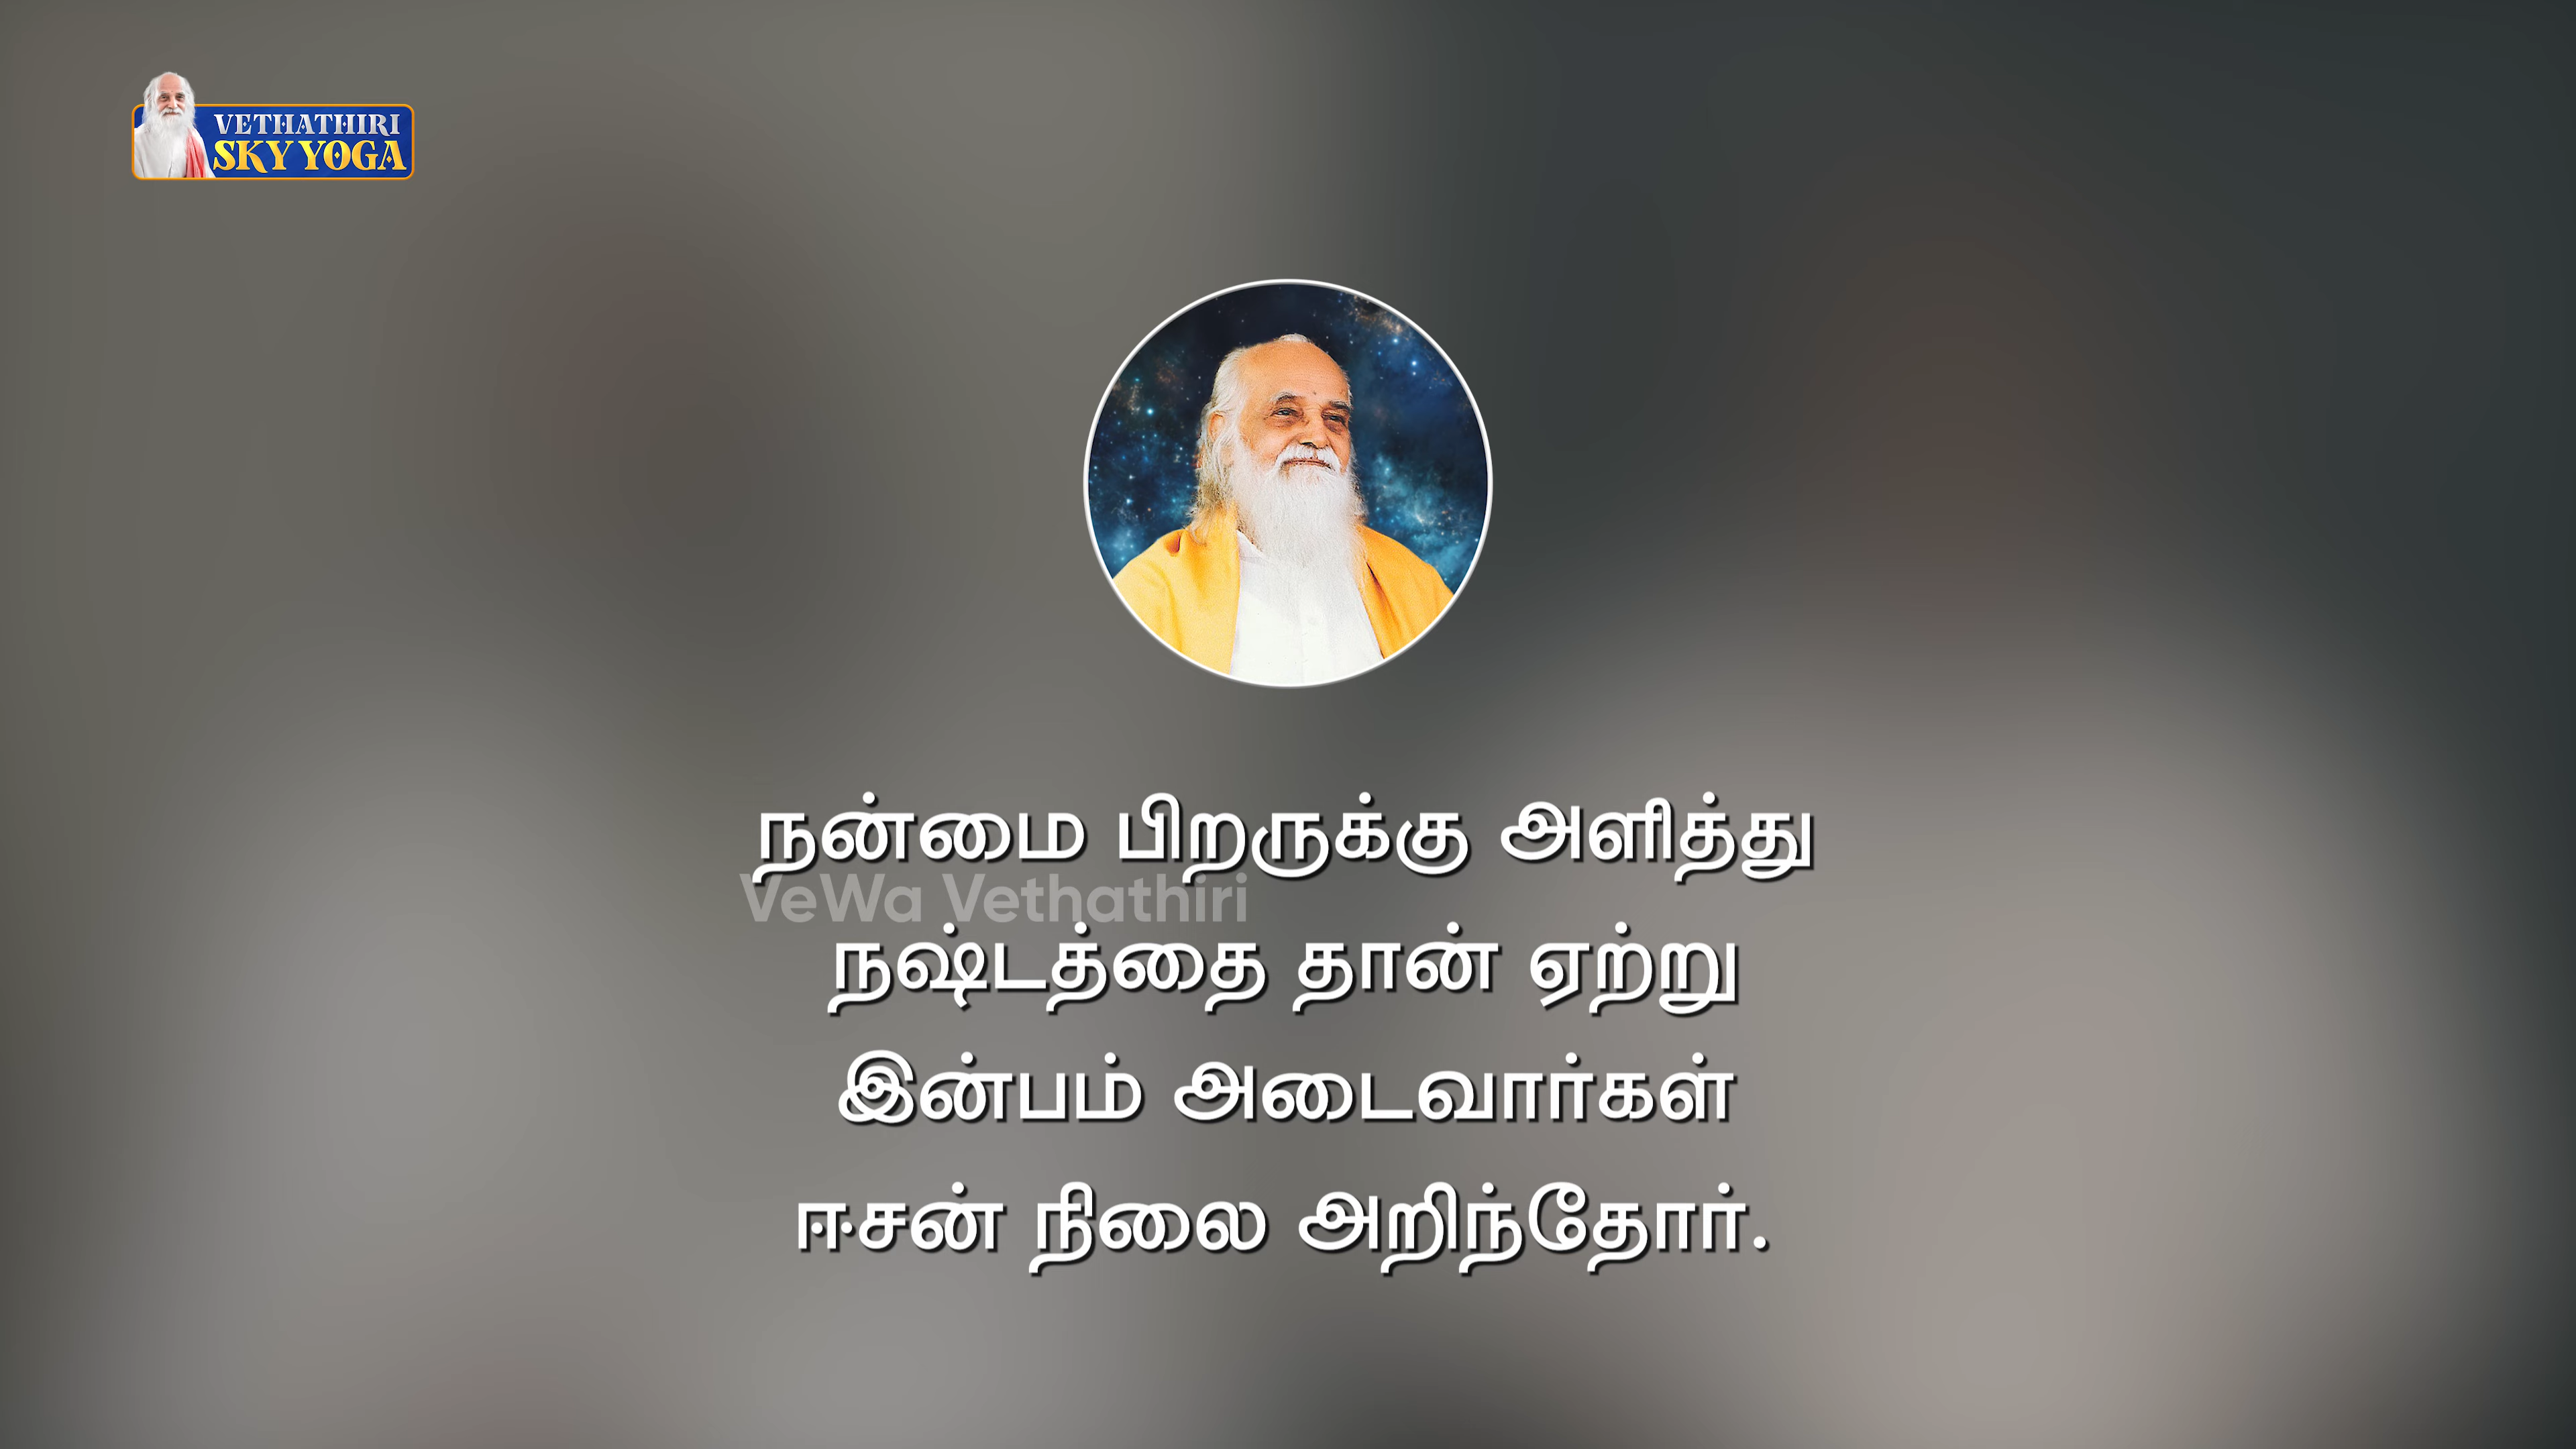 VETHATHIRI
SKY YOGA
நன்மை பிறருக்கு அளித்து
VeWa Vethathiri
நஷ்டத்தை தான் ஏற்று
இன்பம் அடைவார்கள்
ஈசன் நிலை அறிந்தோர்.